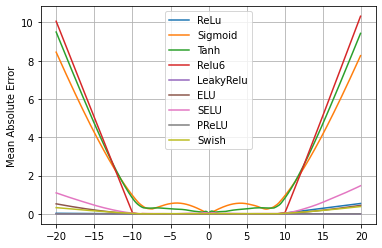 10
8
6
4
2
0
Mean Absolute Error
−20
−15
−10
−5
0
5
10
15
20
ReLu
Sigmoid
Tanh
Relu6
LeakyRelu
ELU
SELU
PReLU
Swish